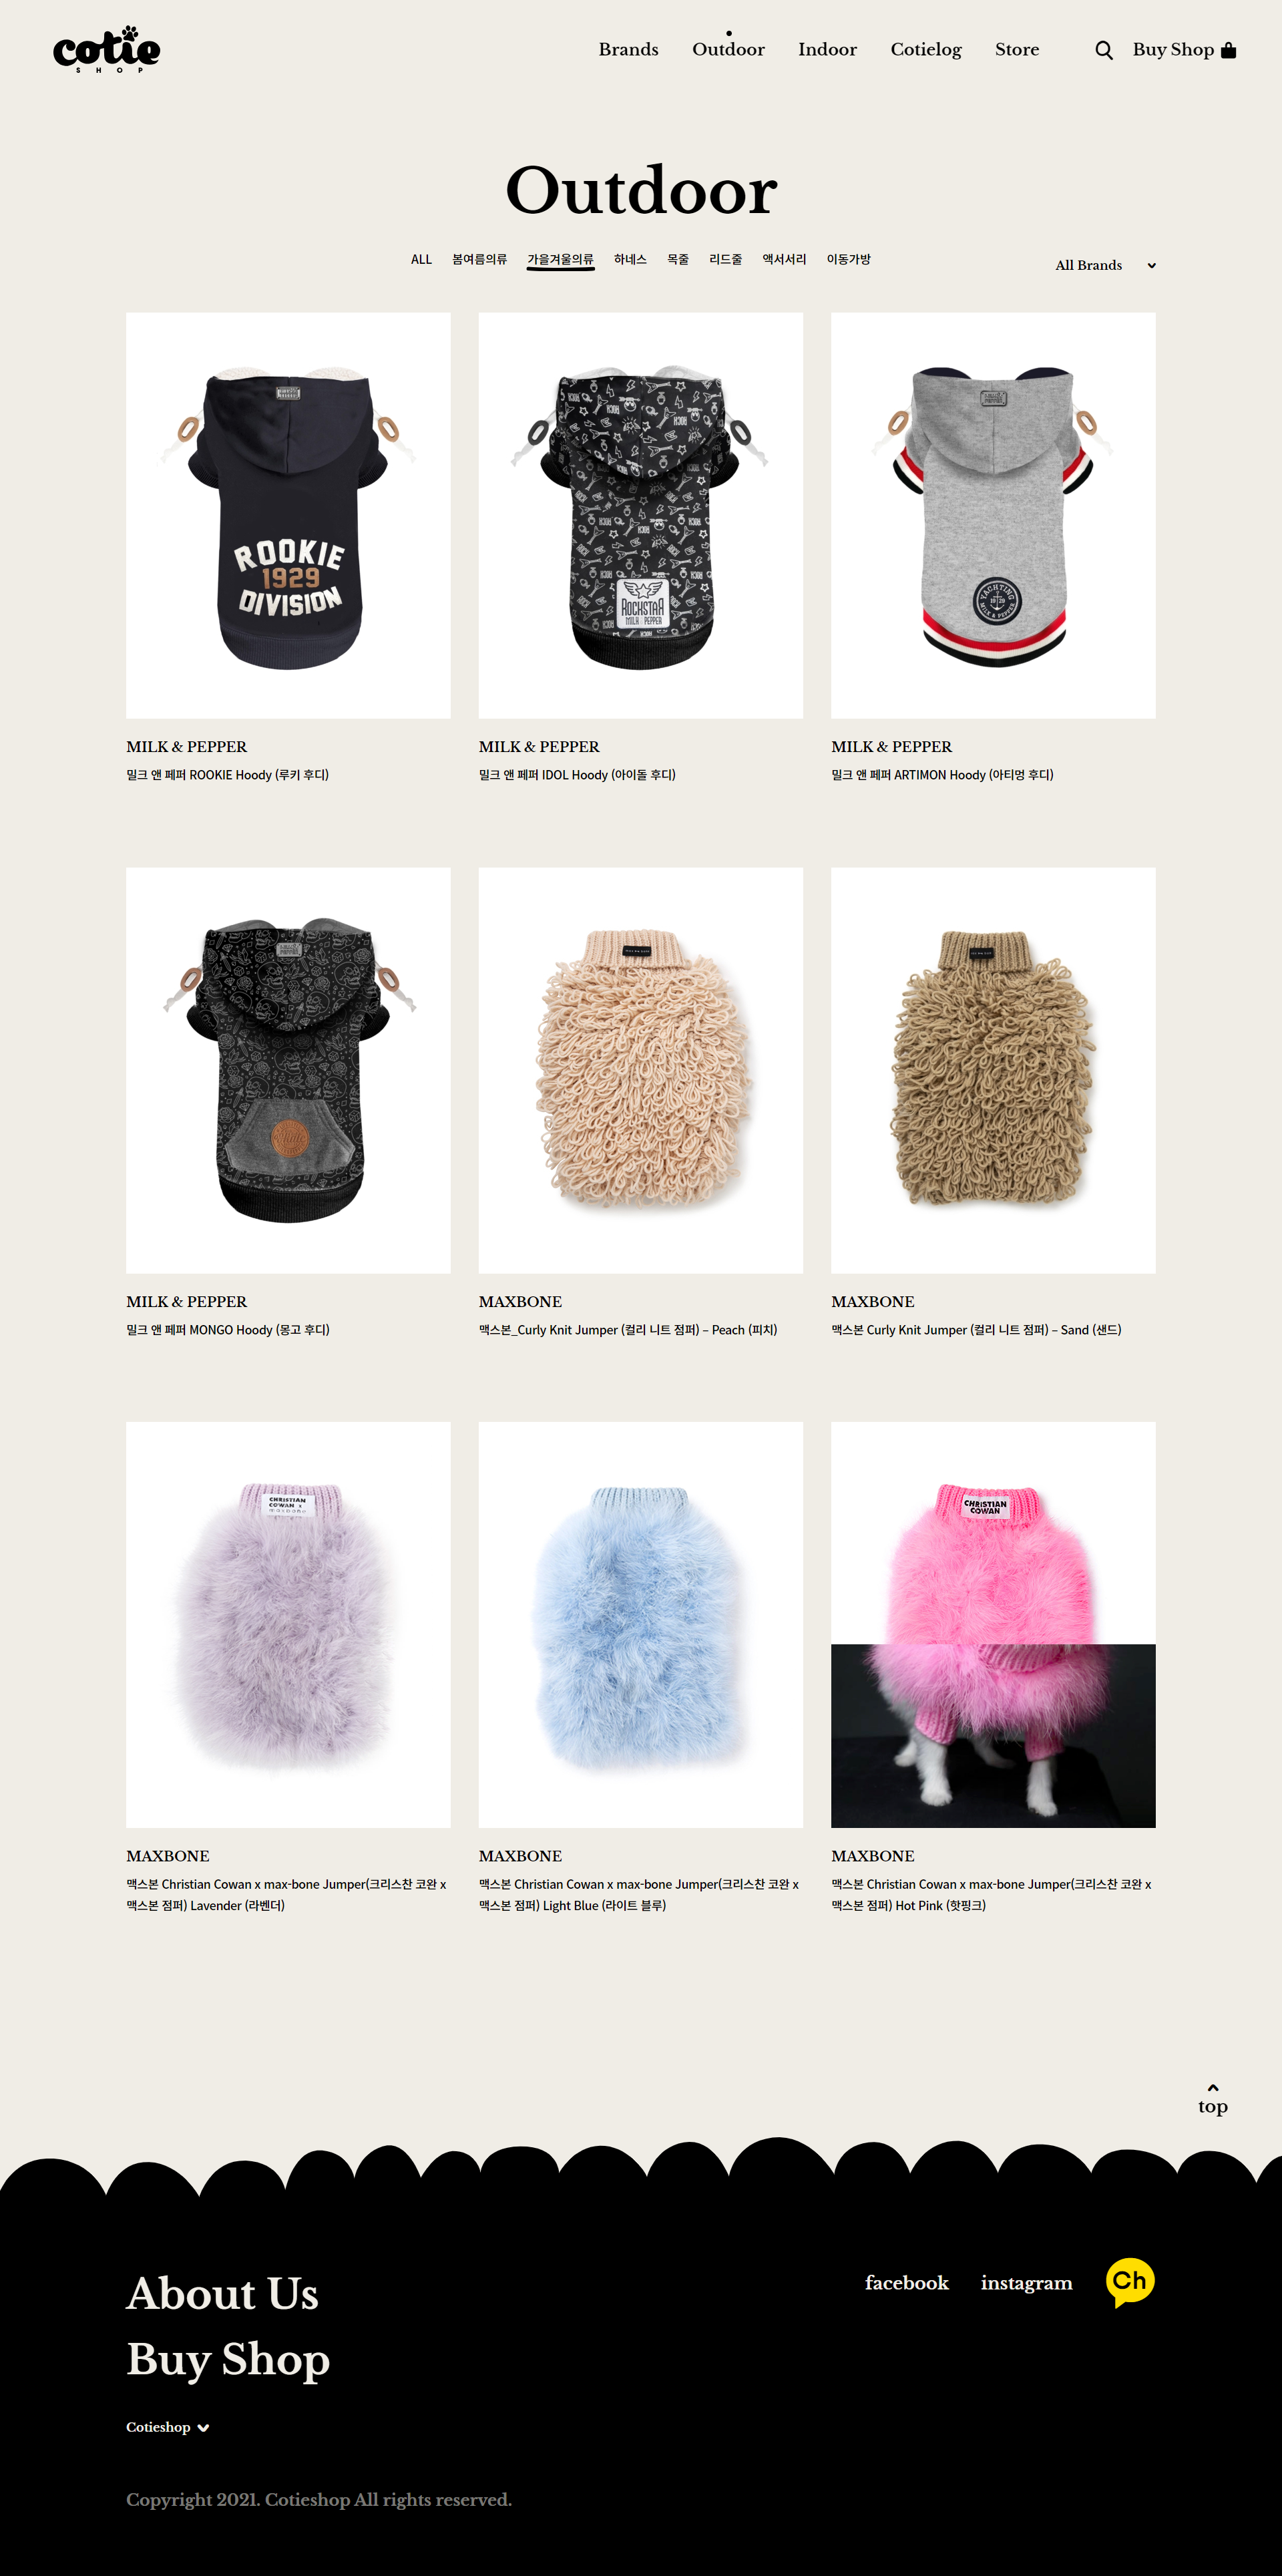 cotie
SHOP
Brands Outdoor Indoor Cotielog Store Buy Shop
Outdoor
ALL 봄여름의류 가을겨울의류 하네스 목줄 리드줄 액서서리 이동가방
All Brands
ROOKIE
1929
DIVISION
ROCKSTAR
MILK PEPPER
YACHTING
1929
MILK & PEPPER
MILK & PEPPER
밀크 앤 페퍼 ROOKIE Hoody (루키 후디)
MILK & PEPPER
밀크 앤 페퍼 IDOL Hoody (아이돌 후디)
MILK & PEPPER
밀크 앤 페퍼 ARTIMON Hoody (아티멍 후디)
MILK & PEPPER
밀크 앤 페퍼 MONGO Hoody (몽고 후디)
MAXBONE
맥스본_Curly Knit Jumper (컬리 니트 점퍼) – Peach (피치)
MAXBONE
맥스본 Curly Knit Jumper (컬리 니트 점퍼) – Sand (샌드)
CHRISTIAN
COWAN x
maxbone
CHRISTIAN
COWAN
MAXBONE
맥스본 Christian Cowan x max-bone Jumper(크리스찬 코완 x
맥스본 점퍼) Lavender (라벤더)
MAXBONE
맥스본 Christian Cowan x max-bone Jumper(크리스찬 코완 x
맥스본 점퍼) Light Blue (라이트 블루)
MAXBONE
맥스본 Christian Cowan x max-bone Jumper(크리스찬 코완 x
맥스본 점퍼) Hot Pink (핫핑크)
top
About Us
facebook instagram Ch
Buy Shop
Cotieshop
Copyright 2021. Cotieshop All rights reserved.